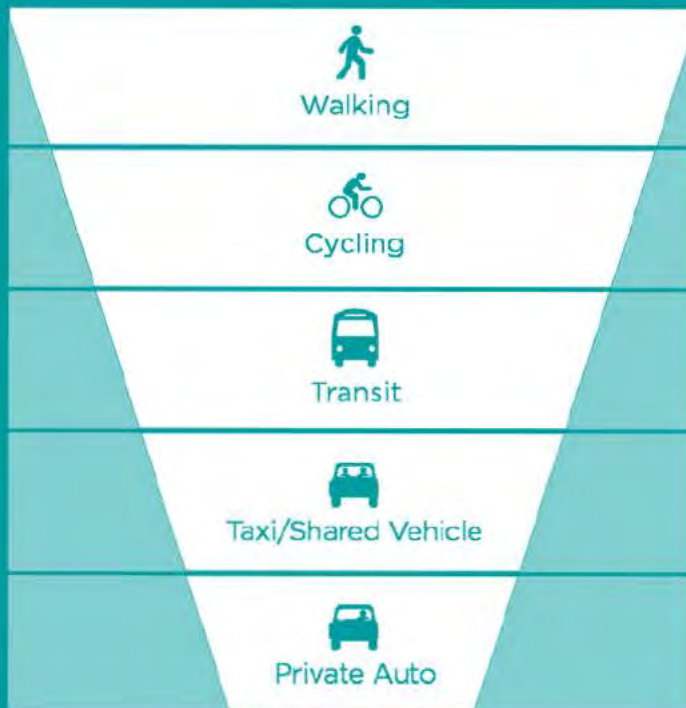 Walking
Cycling
Transit
Taxi/Shared Vehicle
Private Auto